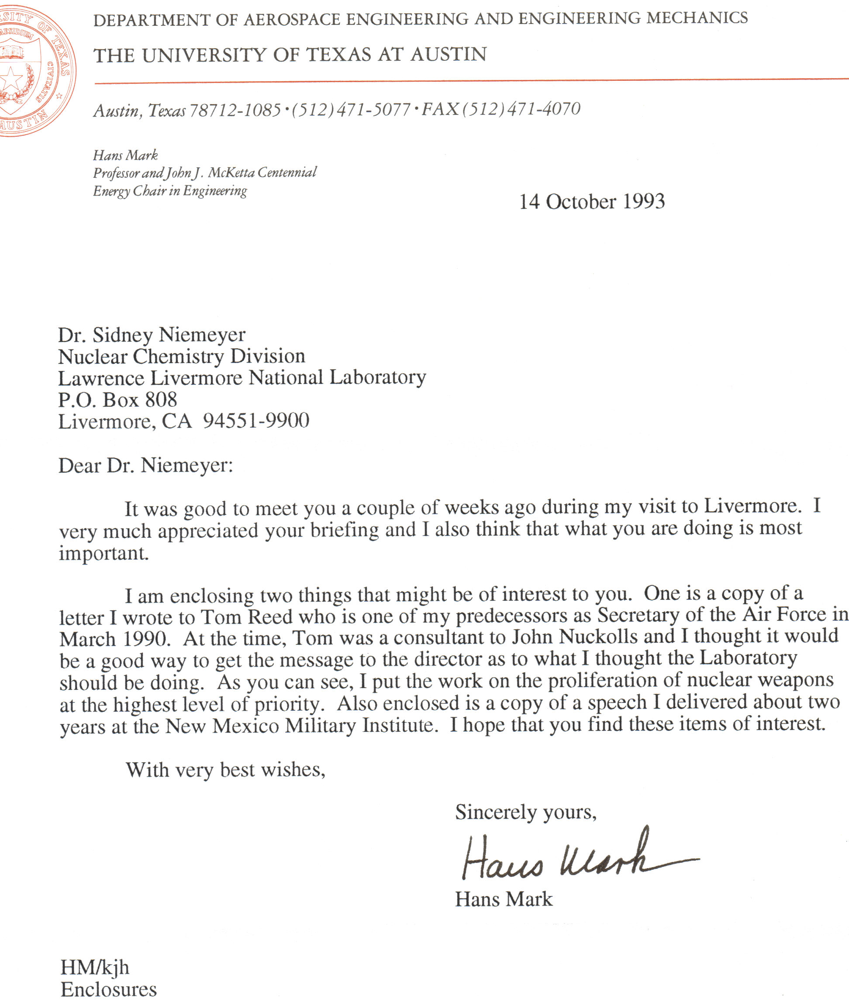 RSITY OF TEXAS
AESIDIUM
CIVITATIS
AUSTIN
DEPARTMENT OF AEROSPACE ENGINEERING AND ENGINEERING MECHANICS
THE UNIVERSITY OF TEXAS AT AUSTIN
Austin, Texas 78712-1085 · (512) 471-5077 · FAX (512) 471-4070
Hans Mark
Professor and John J. McKetta Centennial
Energy Chair in Engineering
14 October 1993
Dr. Sidney Niemeyer
Nuclear Chemistry Division
Lawrence Livermore National Laboratory
P.O. Box 808
Livermore, CA 94551-9900
Dear Dr. Niemeyer:
It was good to meet you a couple of weeks ago during my visit to Livermore. I
very much appreciated your briefing and I also think that what you are doing is most
important.
I am enclosing two things that might be of interest to you. One is a copy of a
letter I wrote to Tom Reed who is one of my predecessors as Secretary of the Air Force in
March 1990. At the time, Tom was a consultant to John Nuckolls and I thought it would
be a good way to get the message to the director as to what I thought the Laboratory
should be doing. As you can see, I put the work on the proliferation of nuclear weapons
at the highest level of priority. Also enclosed is a copy of a speech I delivered about two
years at the New Mexico Military Institute. I hope that you find these items of interest.
With very best wishes,
Sincerely yours,
Hans Mark
Hans Mark
HM/kjh
Enclosures